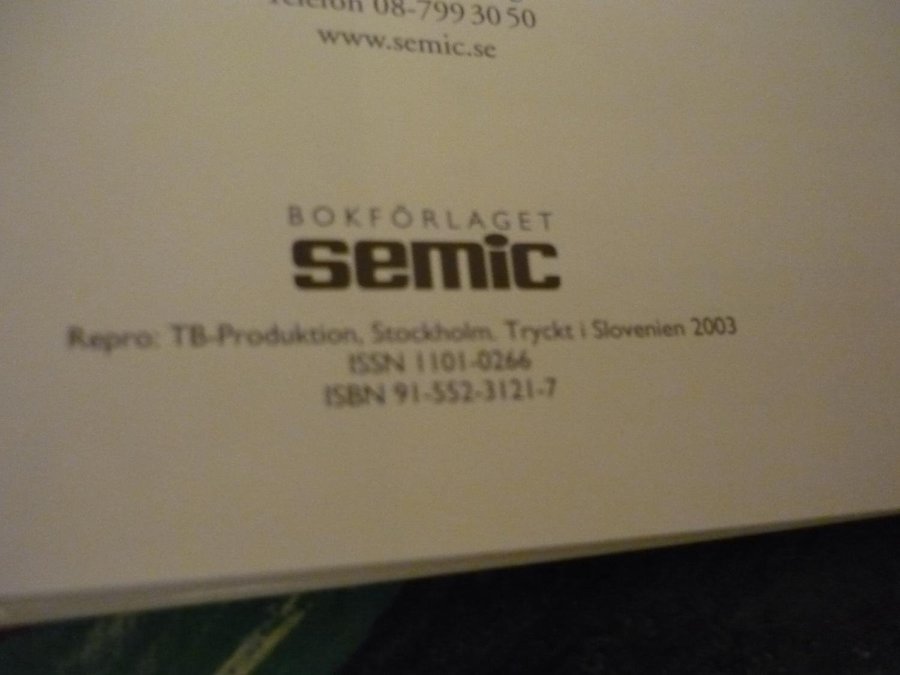 Telefon 08-799 30 50
www.semic.se
BOKFÖRLAGET
semic
Repro: TB-Produktion, Stockholm. Tryckt i Slovenien 2003
ISSN 1101-0266
ISBN 91-552-3121-7